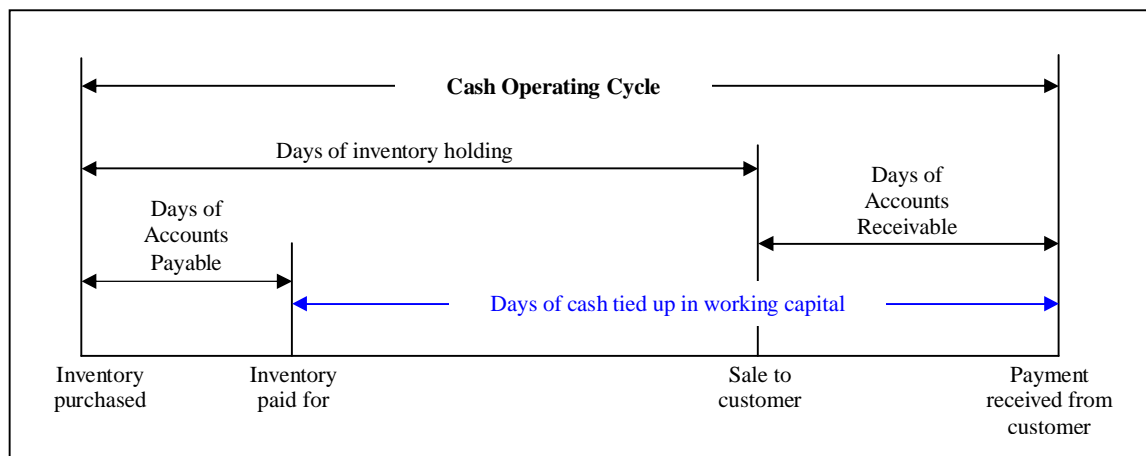 Cash Operating Cycle
Days of inventory holding
Days of
Accounts
Payable
Days of
Accounts
Receivable
Days of cash tied up in working capital
Inventory
purchased
Inventory
paid for
Sale to
customer
Payment
received from
customer